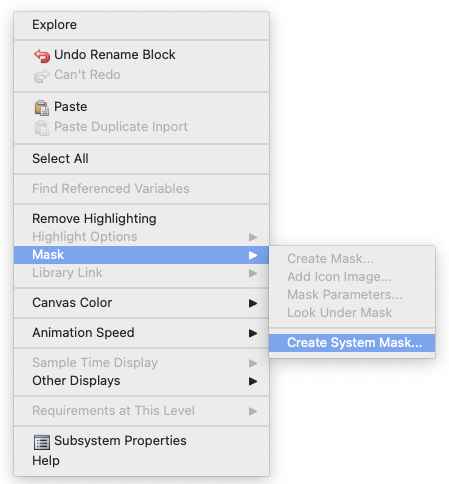 Explore
Undo Rename Block
Can't Redo
Paste
Paste Duplicate Inport
Select All
Find Referenced Variables
Remove Highlighting
Highlight Options
Mask
Library Link
Canvas Color
Animation Speed
Sample Time Display
Other Displays
Requirements at This Level
Subsystem Properties
Help
Create Mask...
Add Icon Image...
Mask Parameters...
Look Under Mask
Create System Mask...